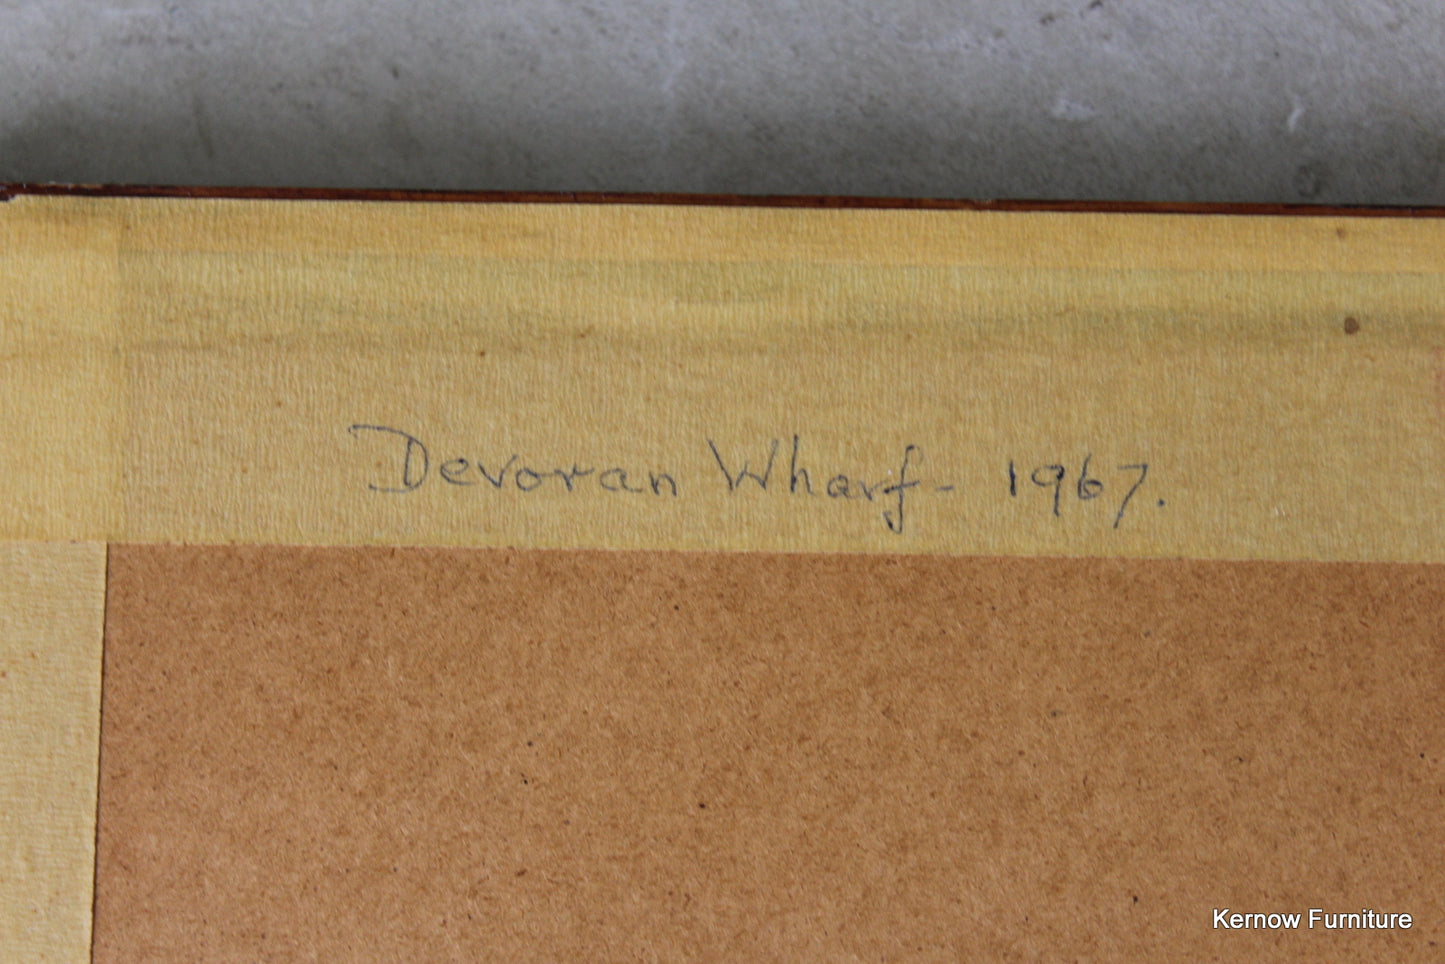 Devoran Wharf - 1967.
Kernow Furniture